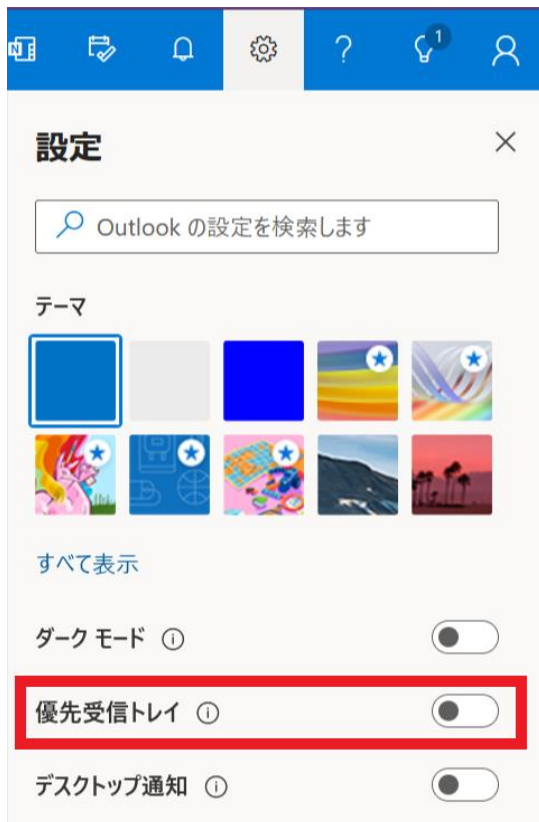 N
1
設定
Outlook の設定を検索します
テーマ
すべて表示
ダーク モード
優先受信トレイ
デスクトップ通知